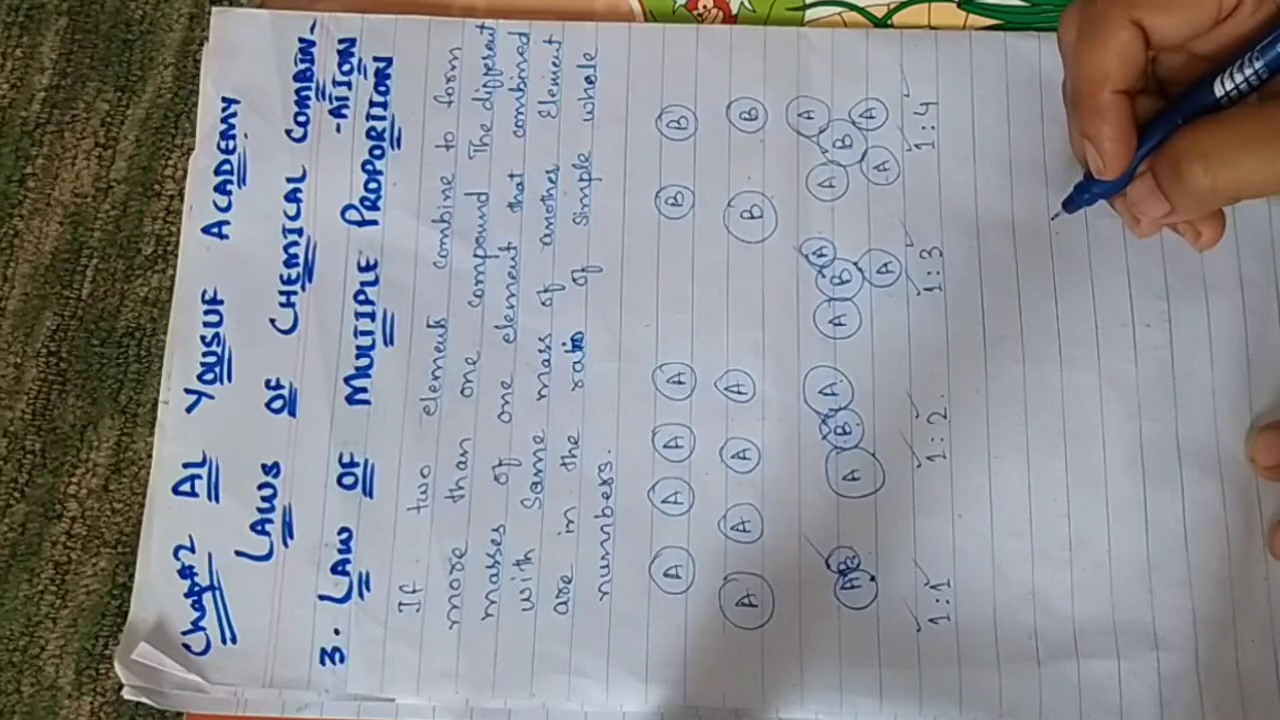 Chap#2 AL YOUSUF ACADEMY
LAWS OF CHEMICAL COMBIN-
-ATION
3. LAW OF MULTIPLE PROPORTION
If two elements combine to form
more than one compound The different
masses of one element that combined
with Same mass of another Element
are in the ratio of Simple whole
numbers.
A A A A B B
A A A A B B
A B A B A A B A A A B A A A
1:1 1:2. 1:3 1:4